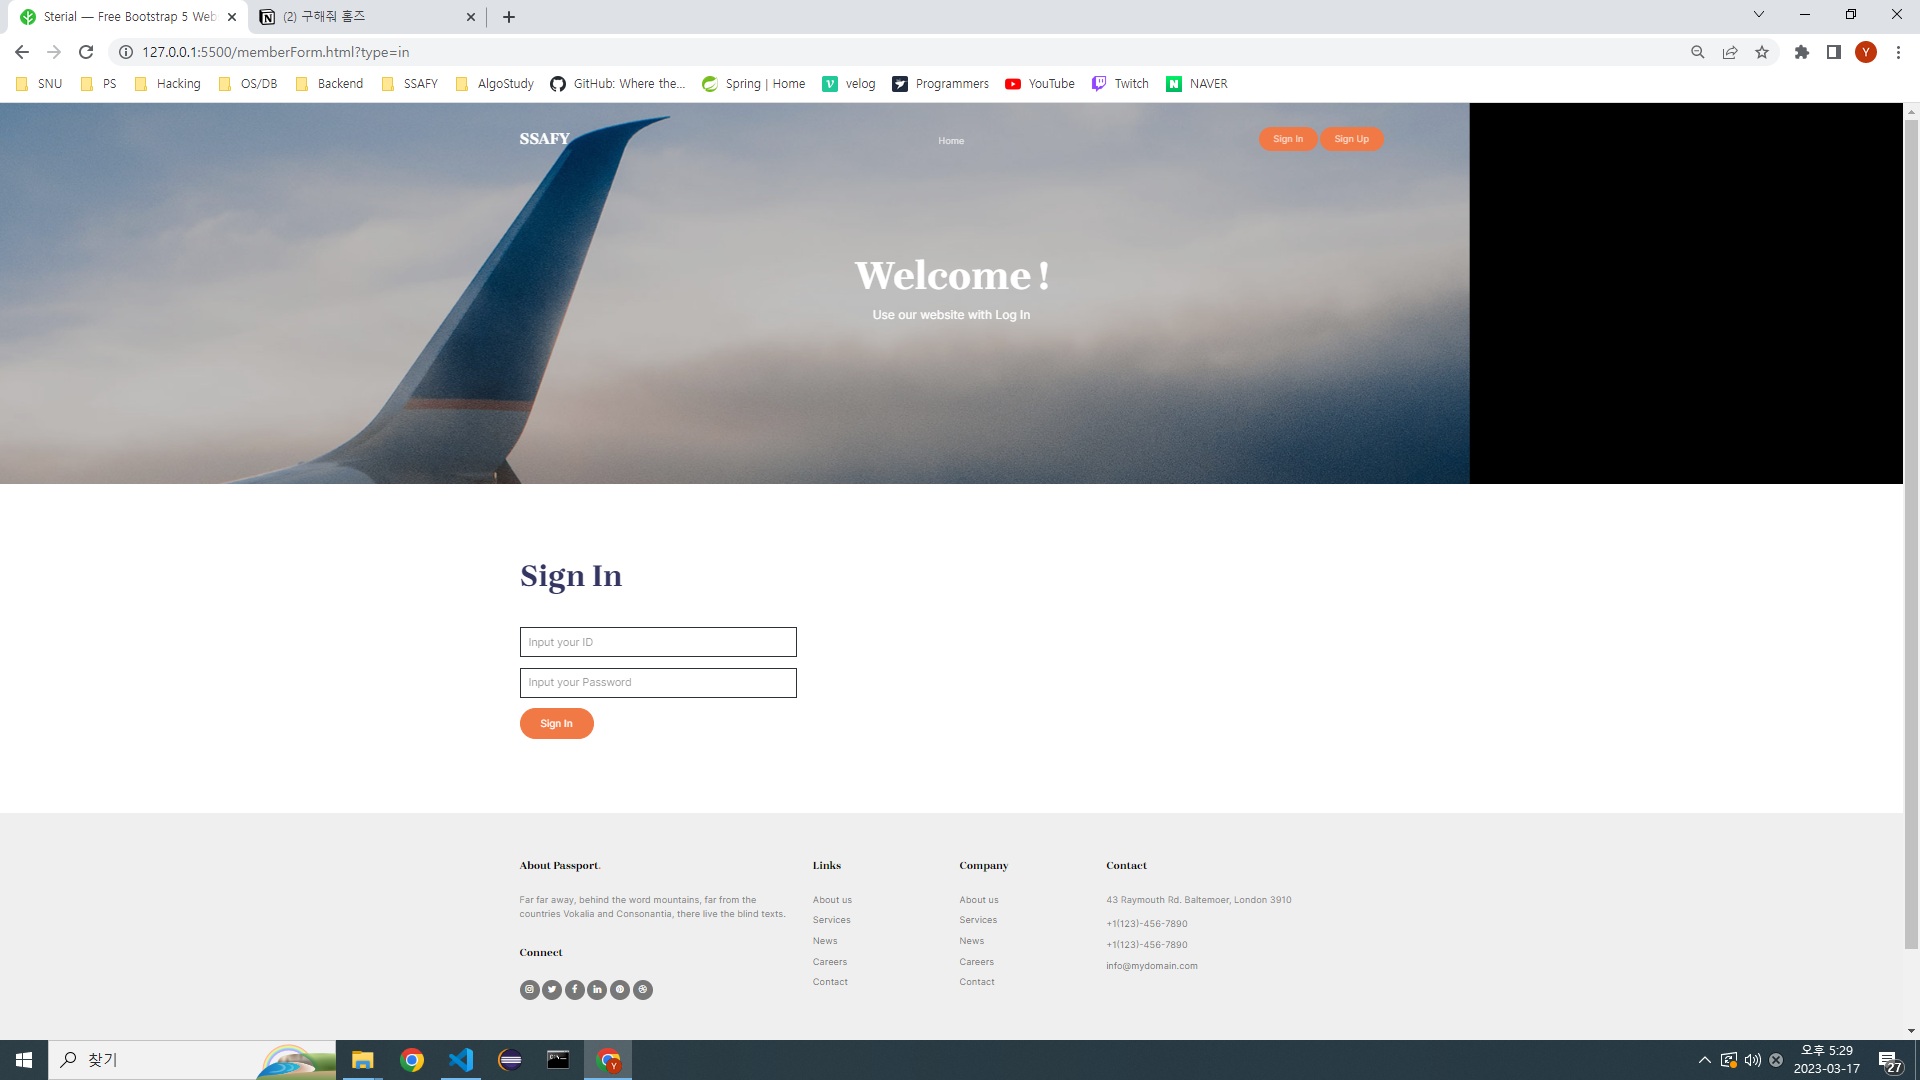 Sterial — Free Bootstrap 5 Web
(2) 구해줘 홈즈
127.0.0.1:5500/memberForm.html?type=in
Y
SNU PS Hacking OS/DB Backend SSAFY AlgoStudy GitHub: Where the... Spring | Home velog Programmers YouTube Twitch NAVER
SSAFY Home Sign In Sign Up
Welcome !
Use our website with Log In
Sign In
Input your ID
Input your Password
Sign In
About Passport.
Far far away, behind the word mountains, far from the
countries Vokalia and Consonantia, there live the blind texts.
Connect
Links
About us
Services
News
Careers
Contact
Company
About us
Services
News
Careers
Contact
Contact
43 Raymouth Rd. Baltemoer, London 3910
+1(123)-456-7890
+1(123)-456-7890
info@mydomain.com
찾기
오후 5:29
2023-03-17
27